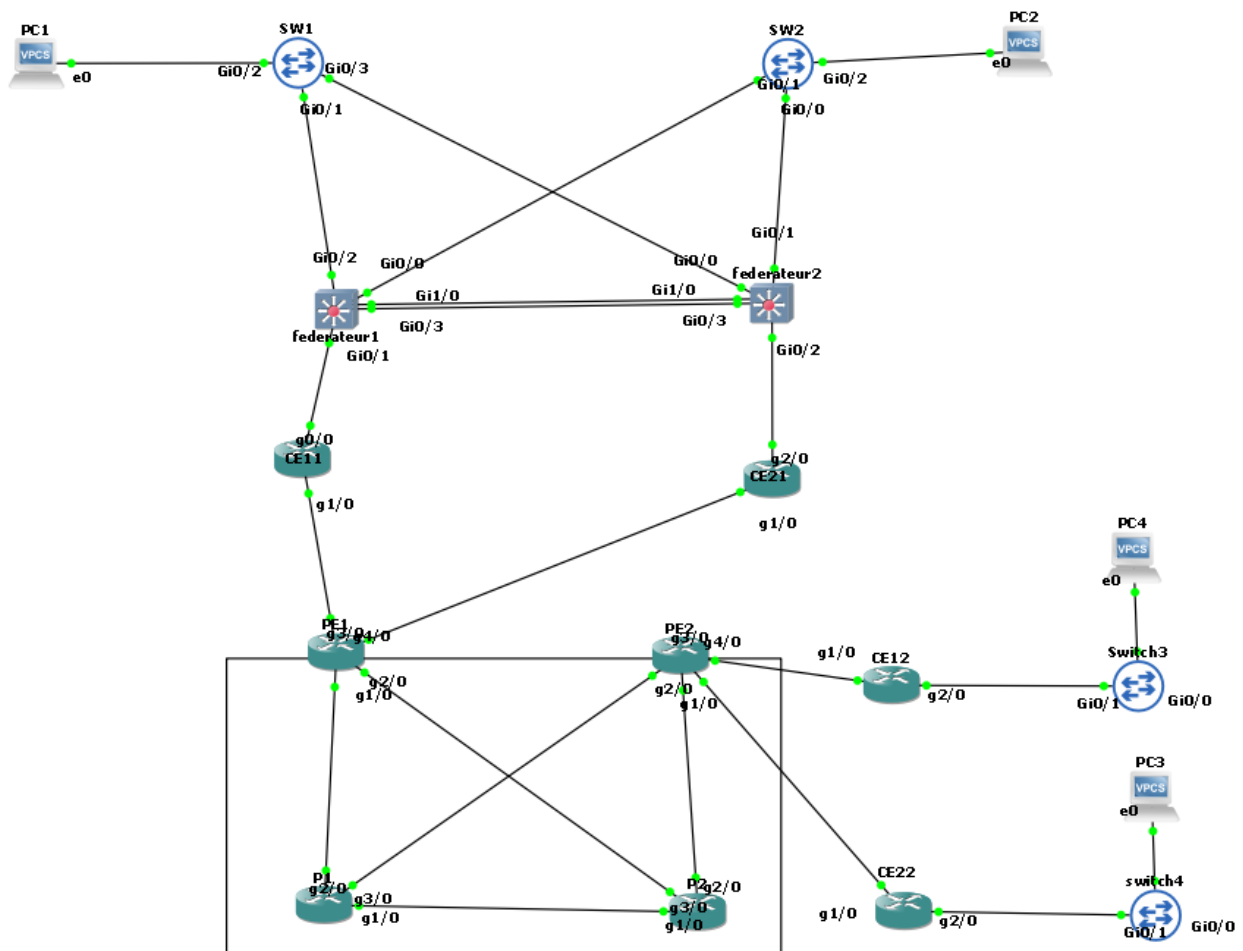 PC1
VPCS
e0
SW1
Gi0/2
Gi0/3
Gi0/1
SW2
Gi0/1
Gi0/2
Gi0/0
PC2
VPCS
e0
Gi0/2
Gi0/0
Gi1/0
Gi0/3
federateur1
Gi0/1
Gi0/1
Gi0/0
federateur2
Gi1/0
Gi0/3
Gi0/2
g0/0
CE11
g1/0
g2/0
CE21
g1/0
PC4
VPCS
e0
PE1
g3/0
g4/0
g2/0
g1/0
PE2
g3/0
g4/0
g2/0
g1/0
g1/0
CE12
g2/0
Switch3
Gi0/1
Gi0/0
PC3
VPCS
e0
P1
g2/0
g3/0
g1/0
P2
g2/0
g3/0
g1/0
CE22
g1/0
g2/0
switch4
Gi0/1
Gi0/0